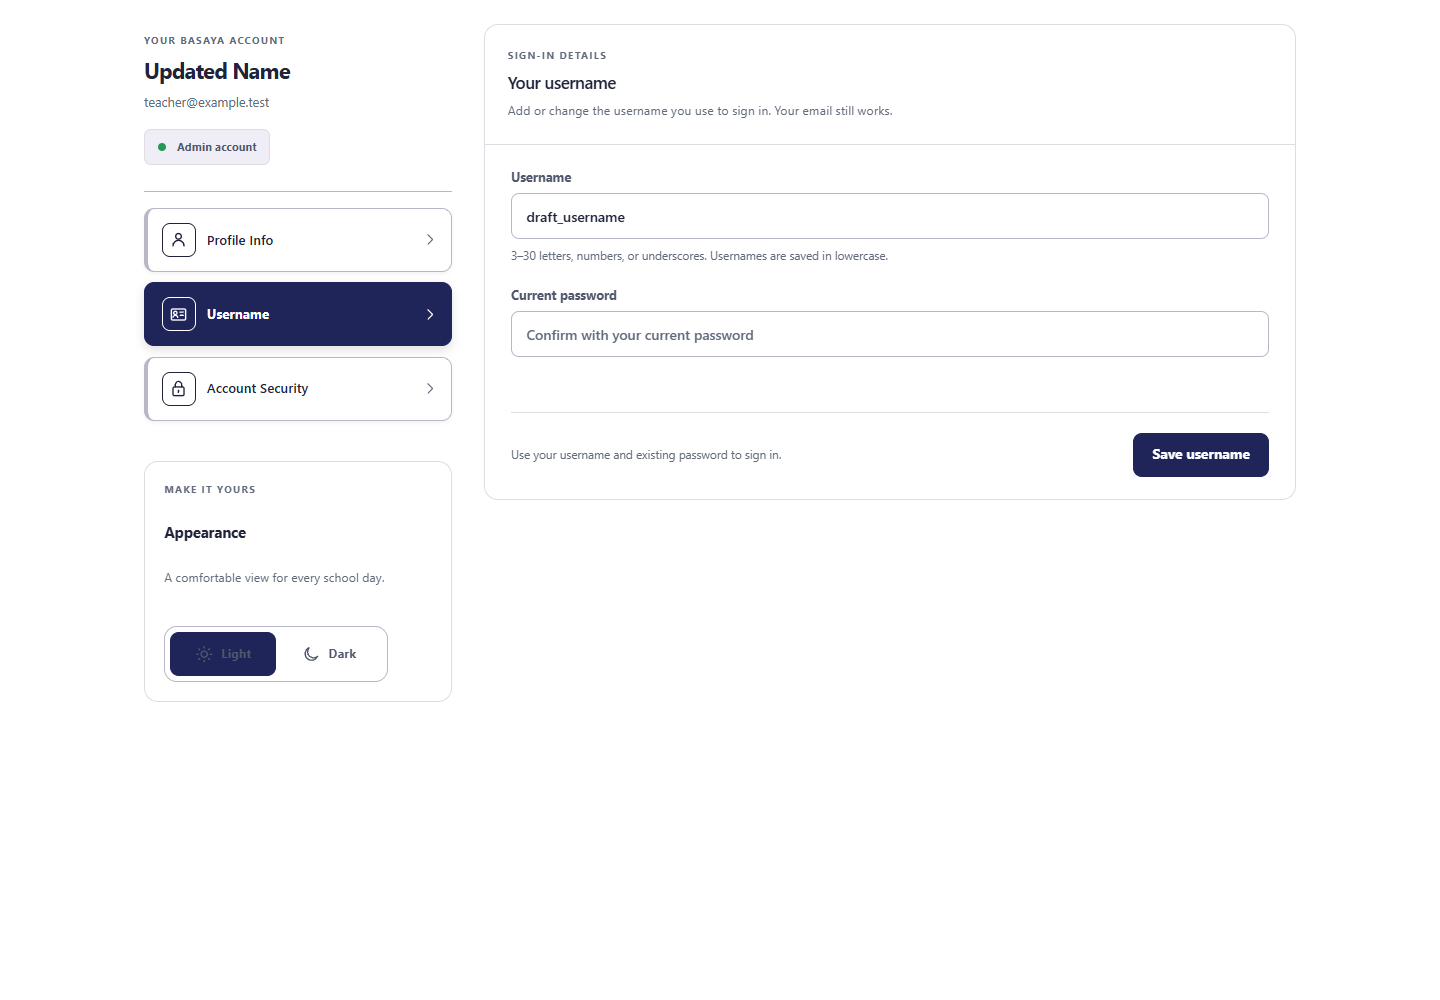 YOUR BASAYA ACCOUNT
Updated Name
teacher@example.test
Admin account
Profile Info
Username
Account Security
MAKE IT YOURS
Appearance
A comfortable view for every school day.
Light
Dark
SIGN-IN DETAILS
Your username
Add or change the username you use to sign in. Your email still works.
Username
draft_username
3–30 letters, numbers, or underscores. Usernames are saved in lowercase.
Current password
Confirm with your current password
Use your username and existing password to sign in.
Save username